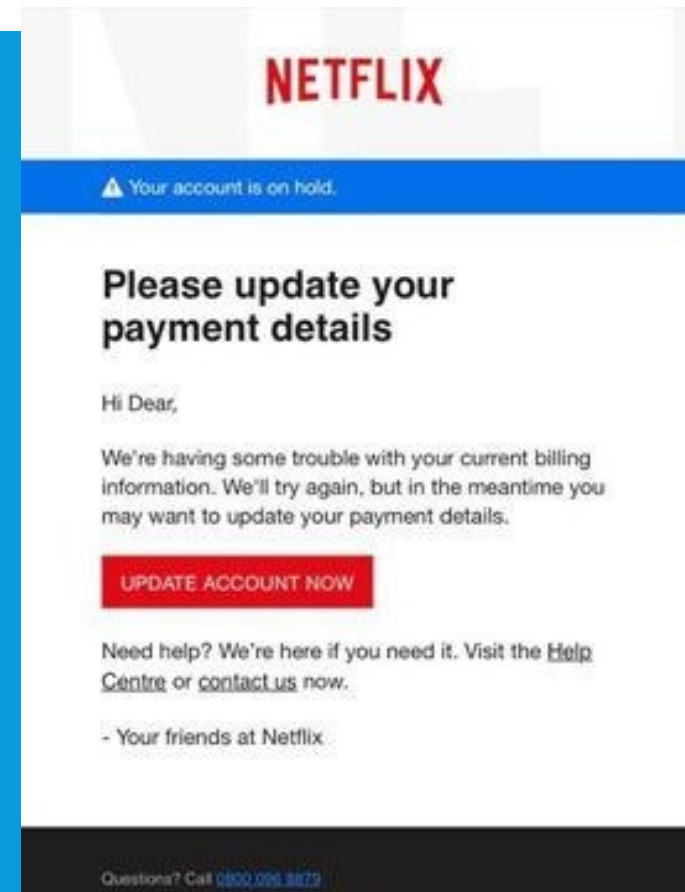 NETFLIX
Your account is on hold.
Please update your
payment details
Hi Dear,
We're having some trouble with your current billing
information. We'll try again, but in the meantime you
may want to update your payment details.
UPDATE ACCOUNT NOW
Need help? We're here if you need it. Visit the Help
Centre or contact us now.
- Your friends at Netflix
Questions? Call 0800 096 8879